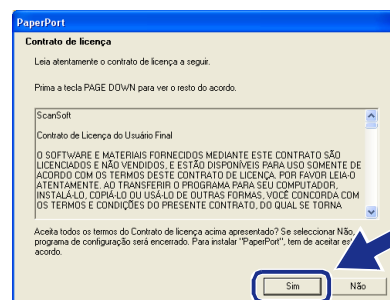 PaperPort
Contrato de licença
Leia atentamente o contrato de licença a seguir.
Prima a tecla PAGE DOWN para ver o resto do acordo.
ScanSoft
Contrato de Licença do Usuário Final
O SOFTWARE E MATERIAIS FORNECIDOS MEDIANTE ESTE CONTRATO SÃO
LICENCIADOS E NÃO VENDIDOS, E ESTÃO DISPONÍVEIS PARA USO SOMENTE DE
ACORDO COM OS TERMOS DESTE CONTRATO DE LICENÇA. POR FAVOR LEIA-O
ATENTAMENTE. AO TRANSFERIR O PROGRAMA PARA SEU COMPUTADOR,
INSTALÁ-LO, COPIÁ-LO OU USÁ-LO DE OUTRAS FORMAS, VOCÊ CONCORDA COM
OS TERMOS E CONDIÇÕES DO PRESENTE CONTRATO, DO QUAL SE TORNA
Aceita todos os termos do Contrato de licença acima apresentado? Se seleccionar Não,
programa de configuração será encerrado. Para instalar "PaperPort", tem de aceitar
acordo.
Sim
Não